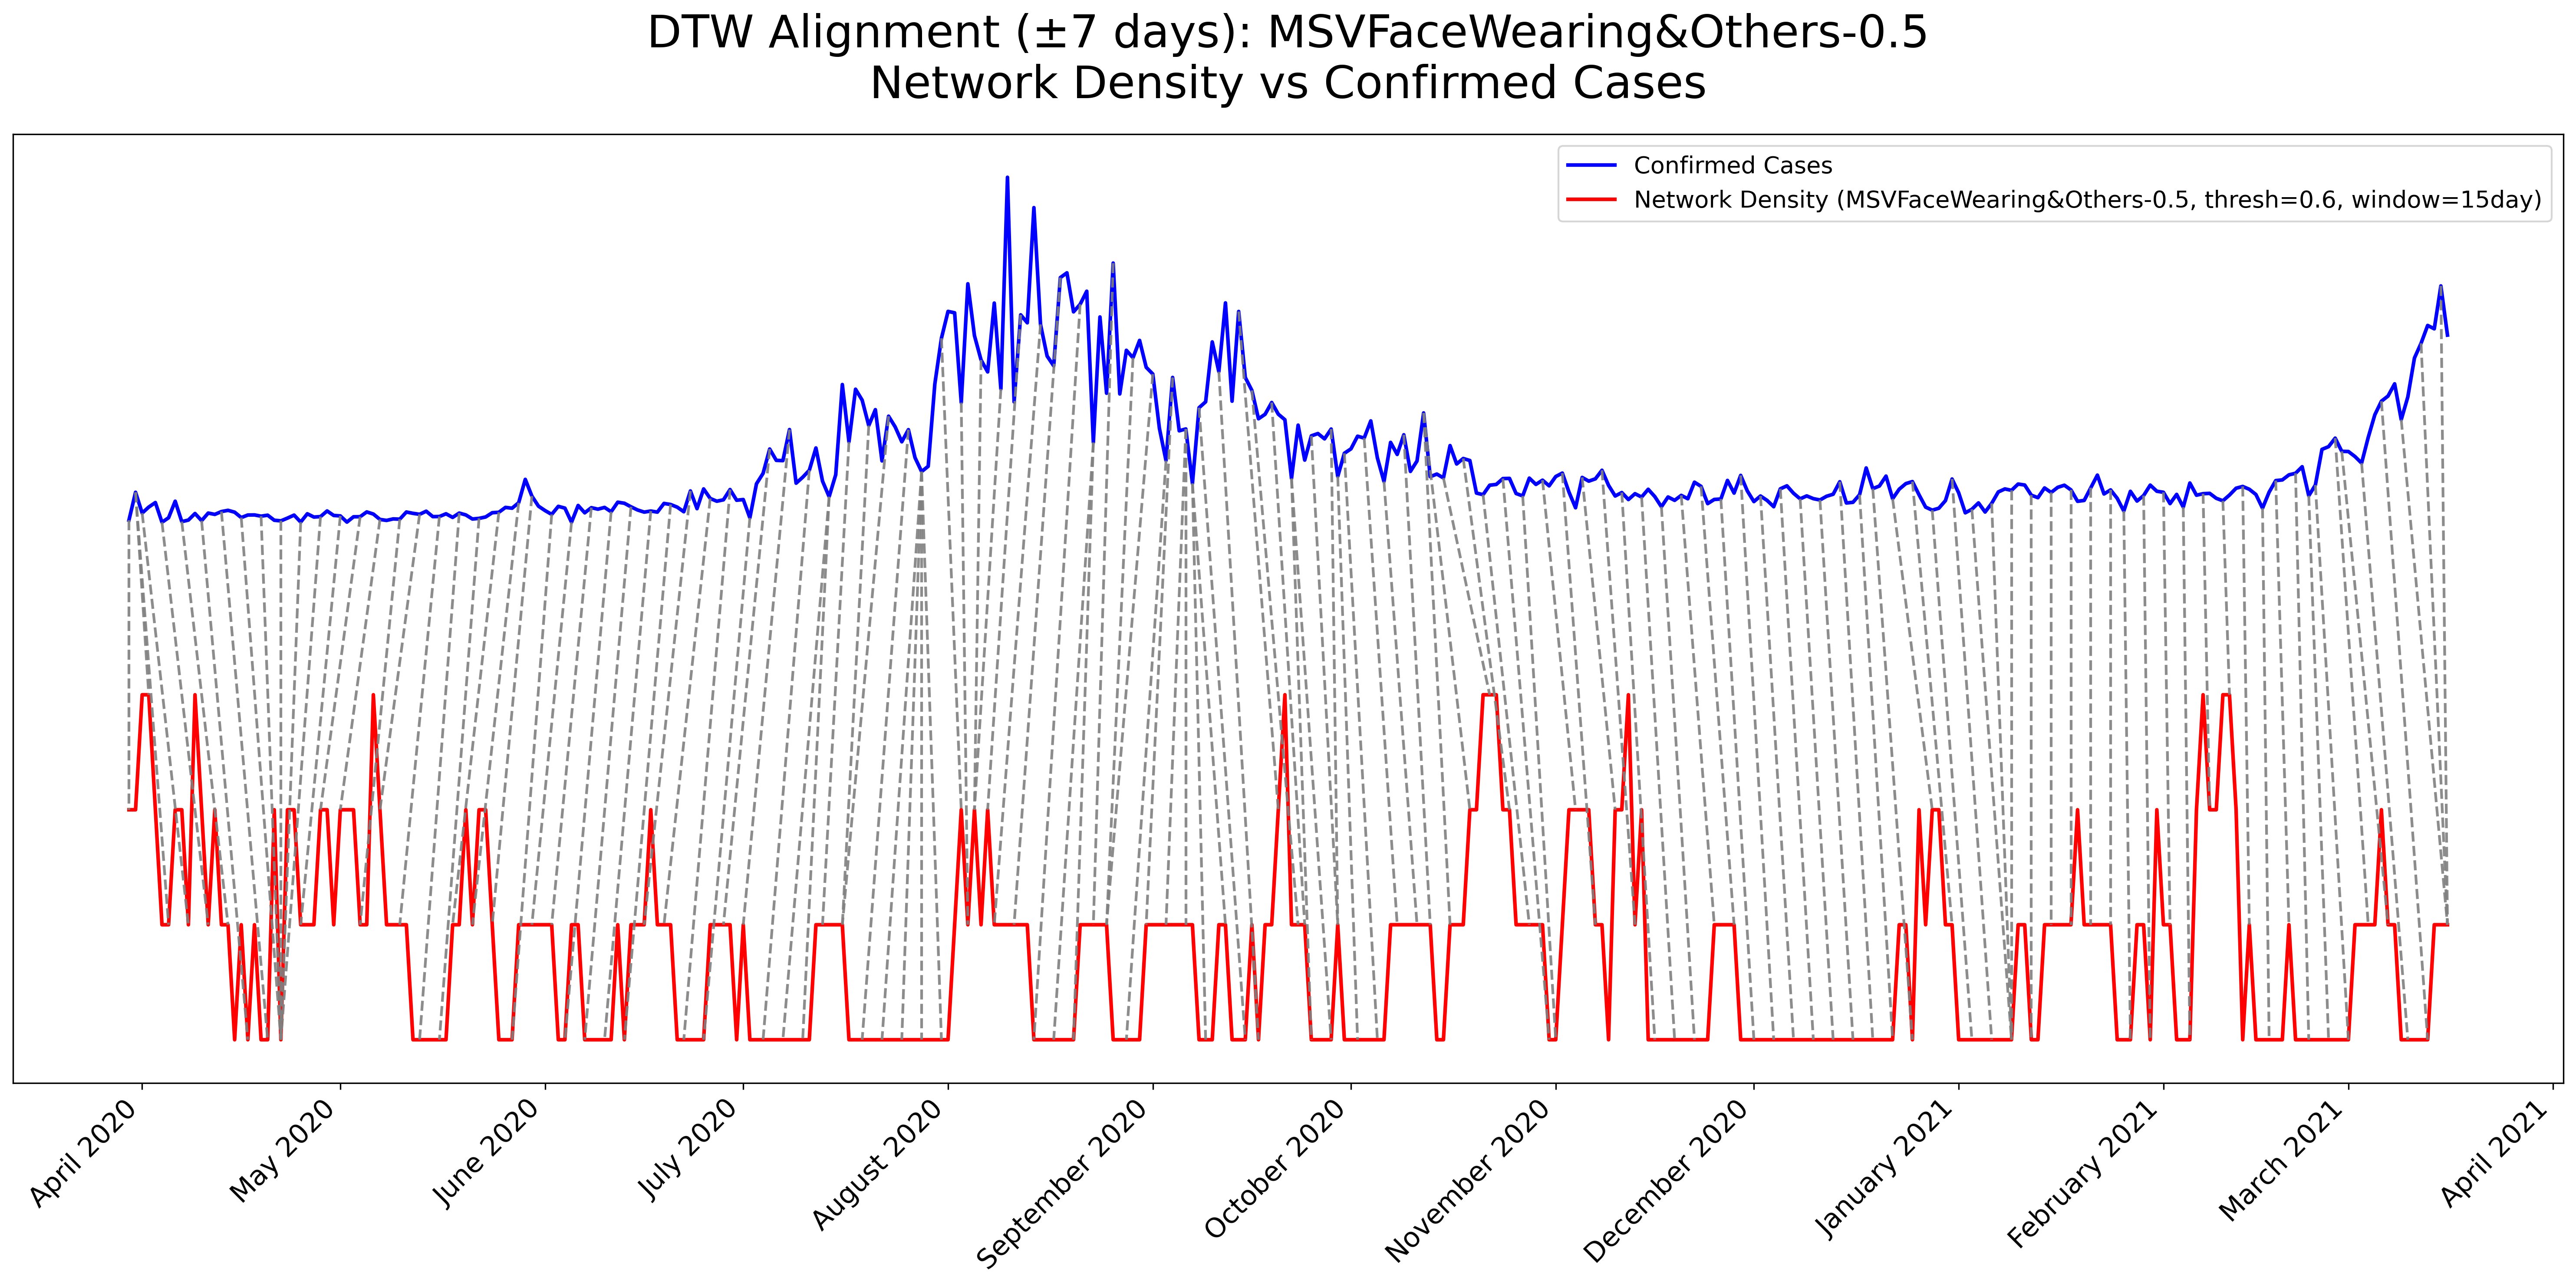 DTW Alignment (±7 days): MSVFaceWearing&Others-0.5
Network Density vs Confirmed Cases
Confirmed Cases
Network Density (MSVFaceWearing&Others-0.5, thresh=0.6, window=15day)
April 2020
May 2020
June 2020
July 2020
August 2020
September 2020
October 2020
November 2020
December 2020
January 2021
February 2021
March 2021
April 2021